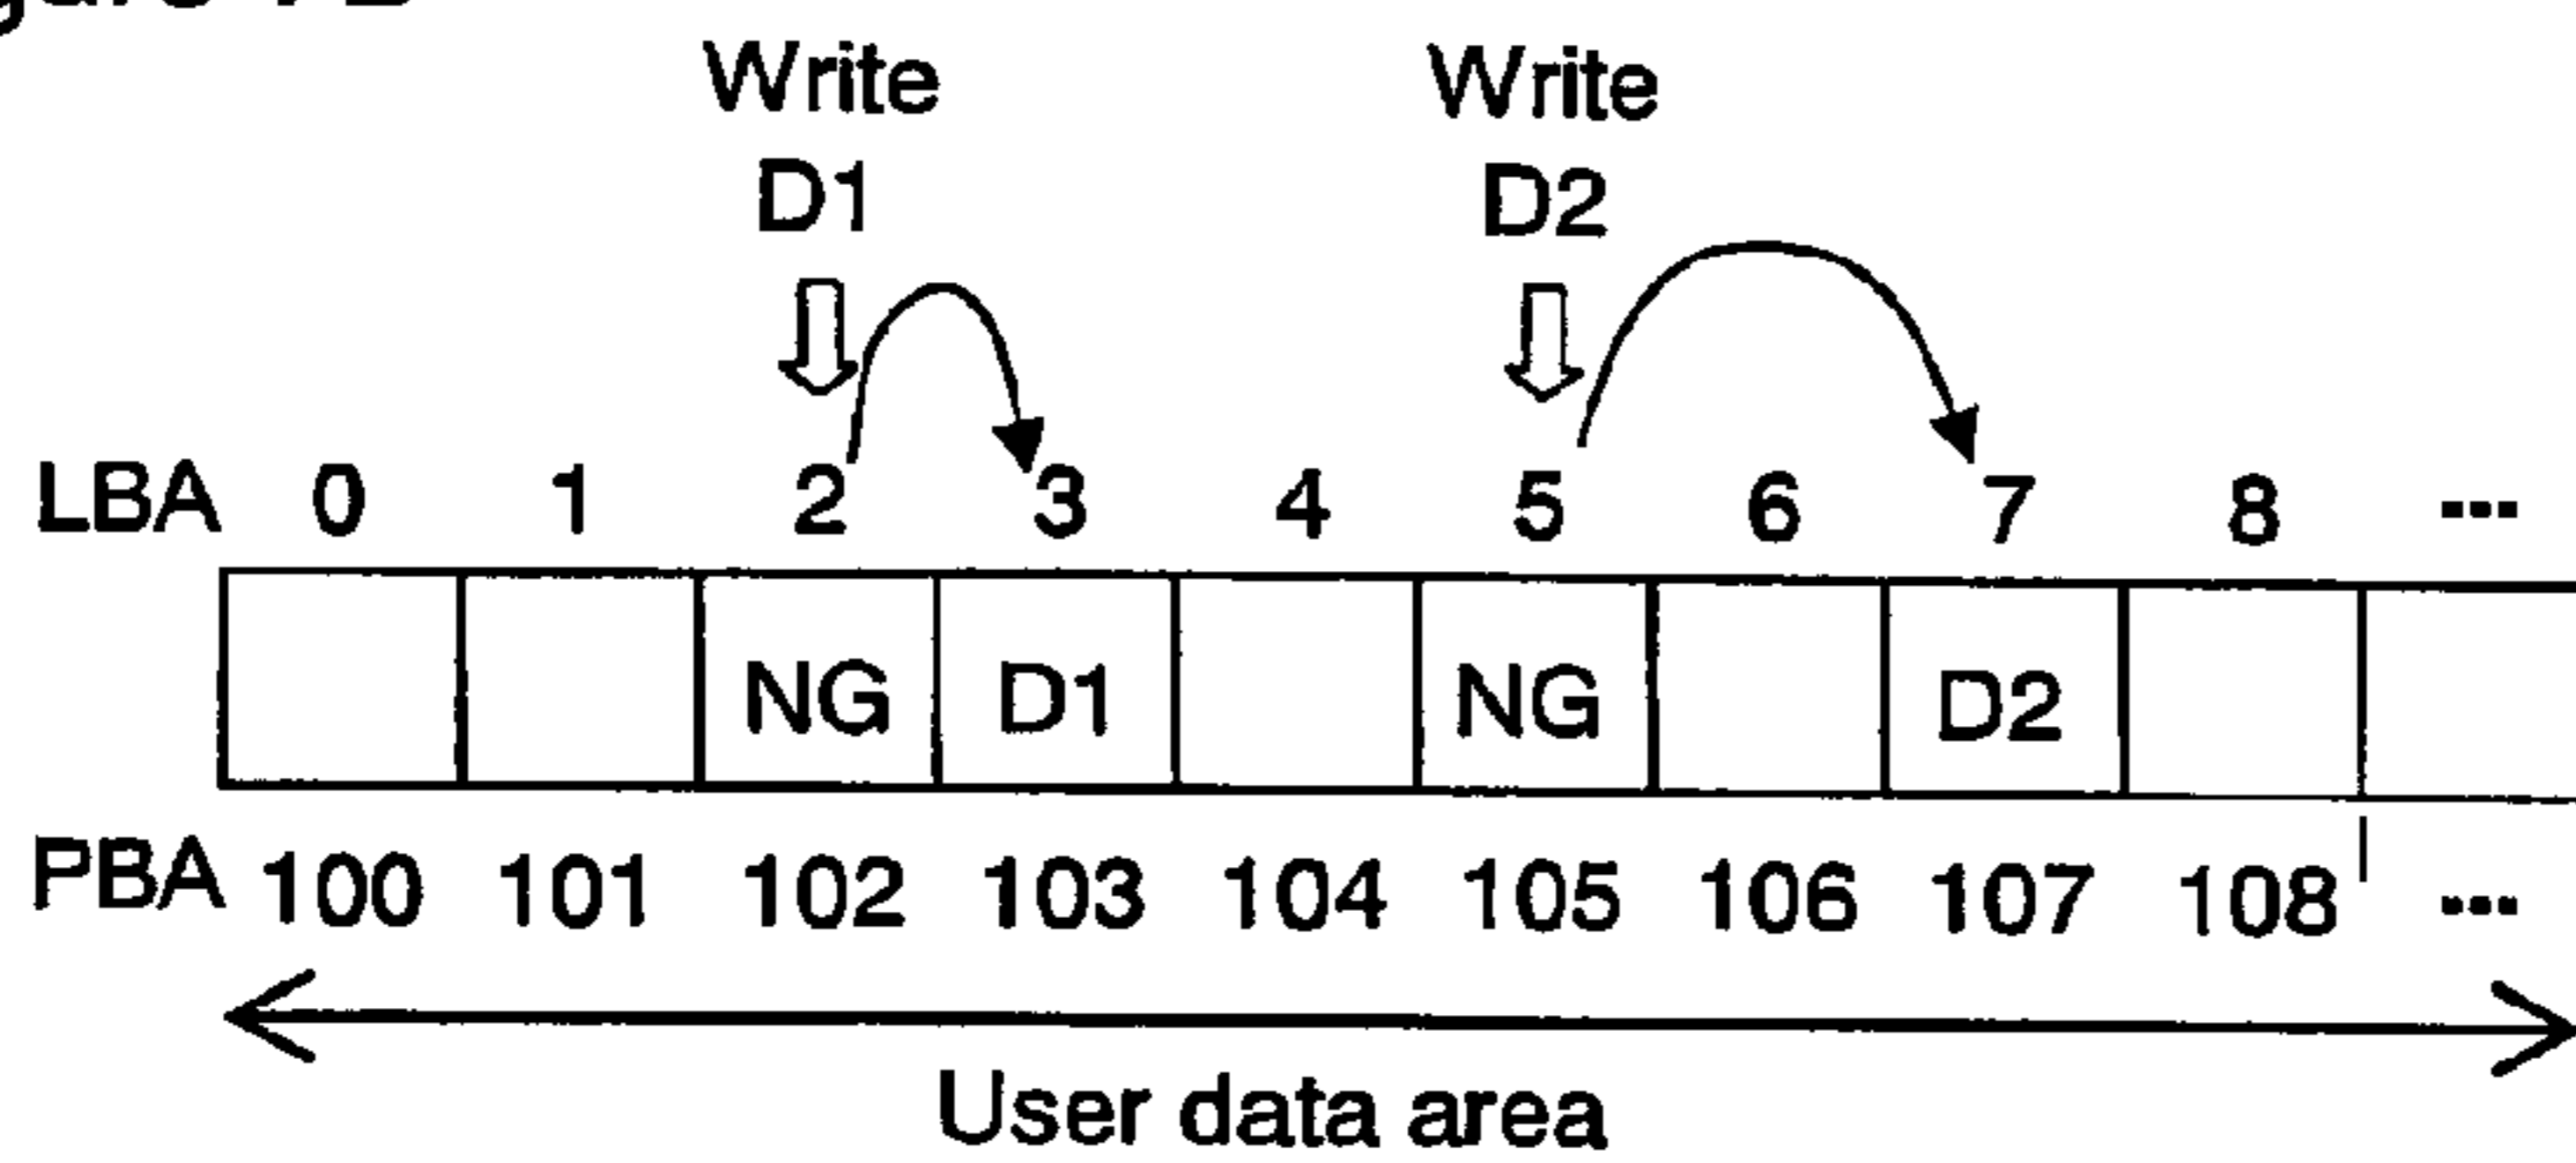 Write Write
D1 D2
LBA 0 1 2 3 4 5 6 7 8 ...
NG D1 NG D2
PBA 100 101 102 103 104 105 106 107 108 ...
User data area